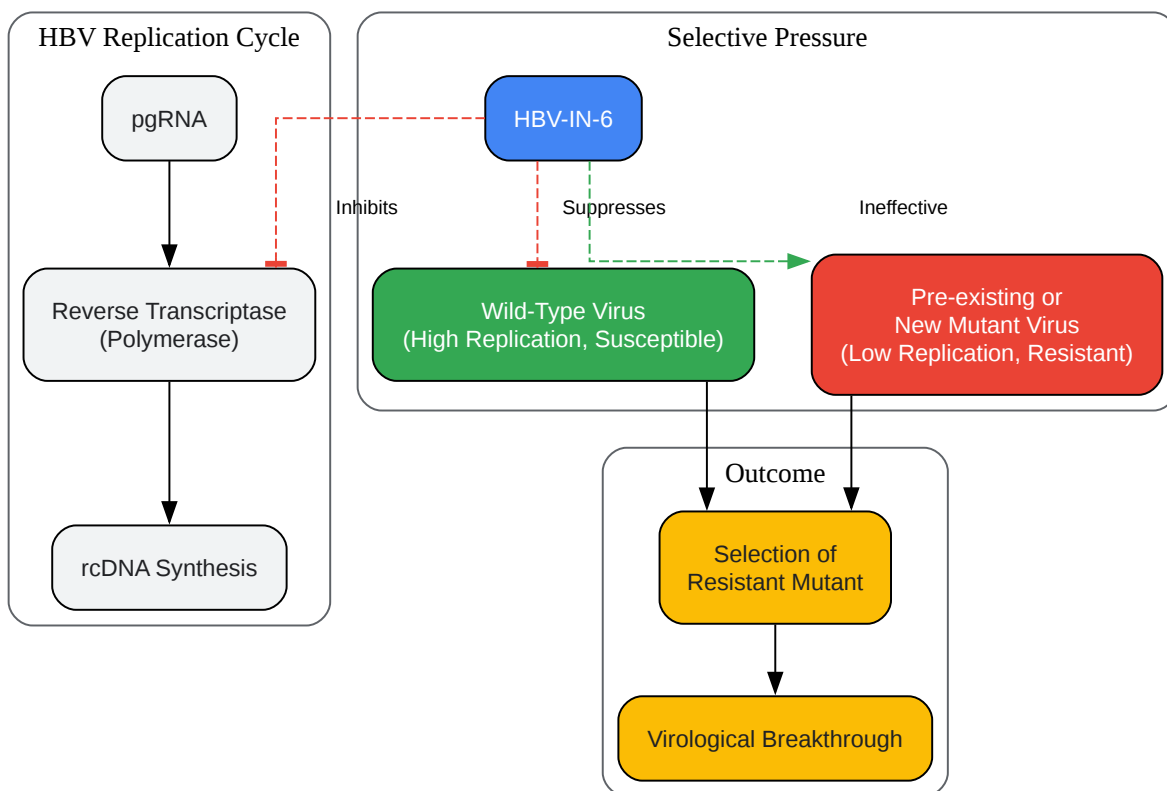 HBV Replication Cycle
pgRNA
Reverse Transcriptase
(Polymerase)
rcDNA Synthesis
Selective Pressure
HBV-IN-6
Inhibits
Suppresses
Ineffective
Wild-Type Virus
(High Replication, Susceptible)
Pre-existing or
New Mutant Virus
(Low Replication, Resistant)
Outcome
Selection of
Resistant Mutant
Virological Breakthrough